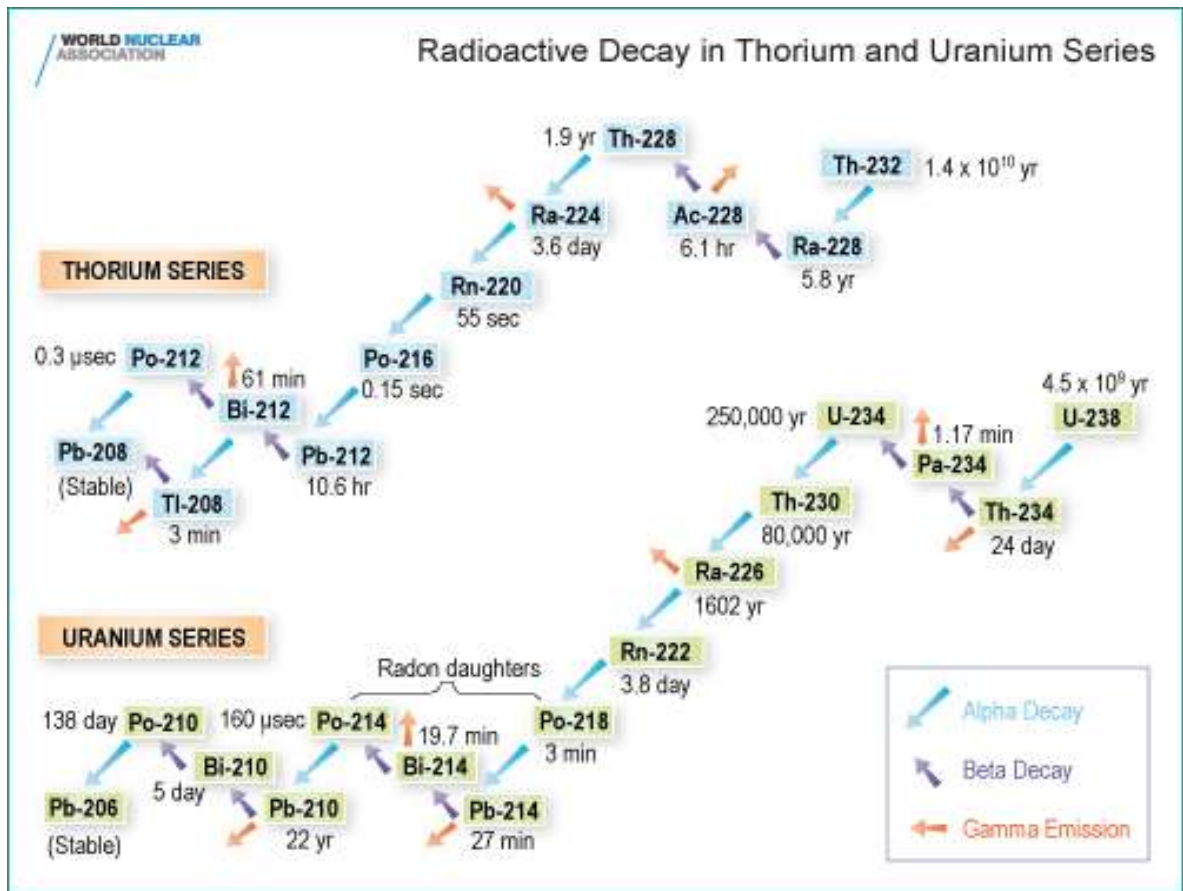 WORLD NUCLEAR
ASSOCIATION
Radioactive Decay in Thorium and Uranium Series
1.9 yr Th-228
Th-232 1.4 x 10¹⁰ yr
Ra-224
3.6 day
Ac-228
6.1 hr
Ra-228
5.8 yr
THORIUM SERIES
Rn-220
55 sec
0.3 µsec Po-212
61 min
Bi-212
Po-216
0.15 sec
Pb-208
(Stable)
Pb-212
10.6 hr
Tl-208
3 min
4.5 x 10⁹ yr
U-238
250,000 yr U-234
1.17 min
Pa-234
Th-230
80,000 yr
Th-234
24 day
Ra-226
1602 yr
URANIUM SERIES
Rn-222
3.8 day
Radon daughters
138 day Po-210
160 µsec Po-214
19.7 min
Po-218
3 min
Bi-210
5 day
Bi-214
Pb-206
(Stable)
Pb-210
22 yr
Pb-214
27 min
Alpha Decay
Beta Decay
Gamma Emission